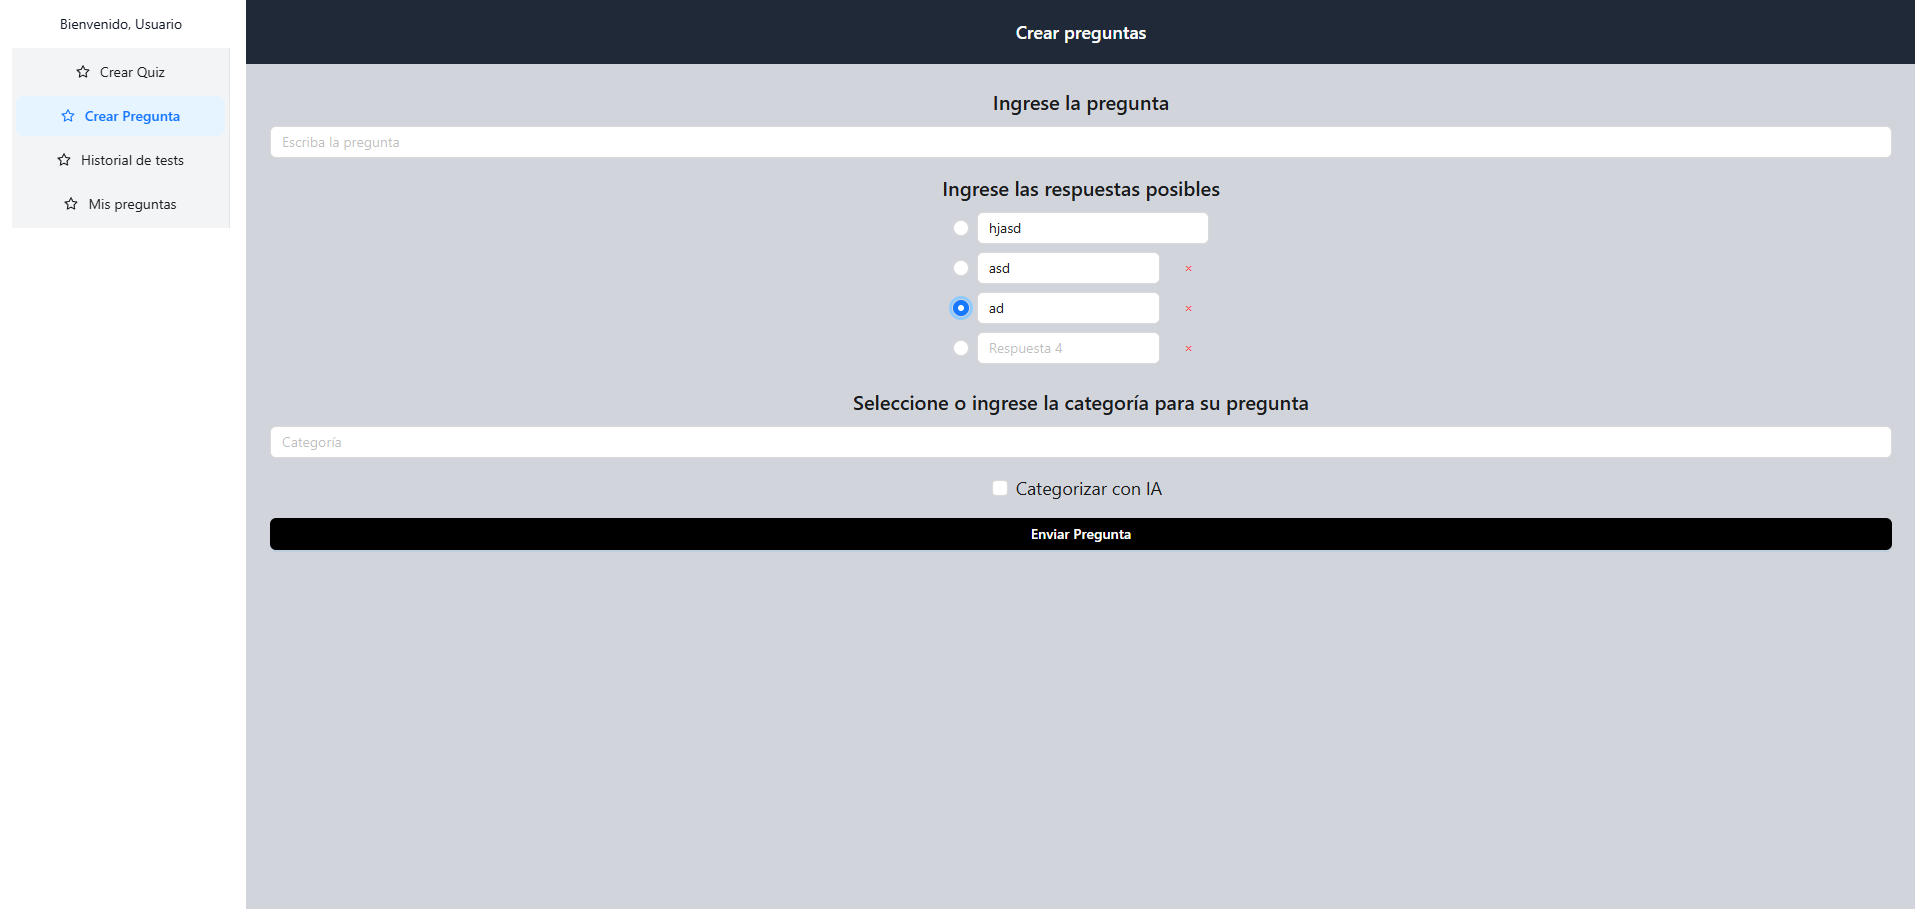 Bienvenido, Usuario
Crear Quiz
Crear Pregunta
Historial de tests
Mis preguntas
Crear preguntas
Ingrese la pregunta
Escriba la pregunta
Ingrese las respuestas posibles
hjasd
asd
ad
Respuesta 4
Seleccione o ingrese la categoría para su pregunta
Categoría
Categorizar con IA
Enviar Pregunta